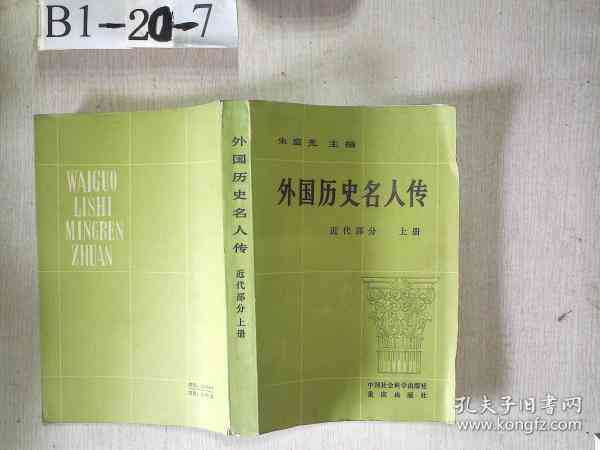 B1-20-7
WAIGUO
LISHI
MINGREN
ZHUAN
外国历史名人传
近代部分 上册
朱庭光 主编
外国历史名人传
近代部分 上册
中国社会科学出版社
重庆出版社
孔夫子旧书网
www.kongfz.com